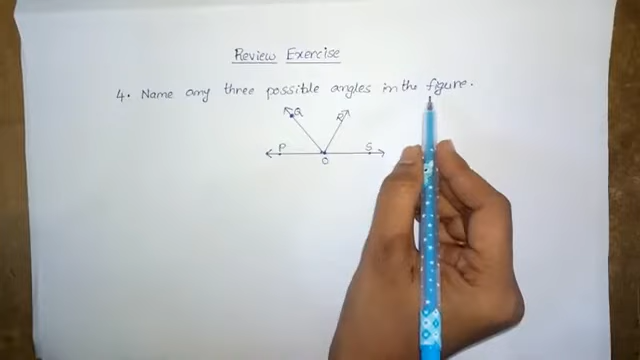 Review Exercise
4. Name any three possible angles in the figure.
Q R
P S
O